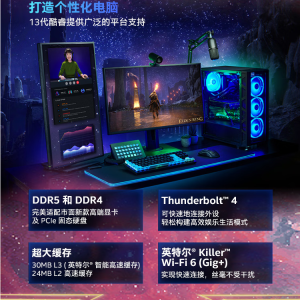 打造个性化电脑
13代酷睿提供广泛的平台支持
ELDEN RING
DDR5 和 DDR4
完美适配市面新款高端显卡
及 PCIe 固态硬盘
Thunderbolt™ 4
可快速地连接外设
轻松构建高效娱乐生活模式
超大缓存
30MB L3 (英特尔® 智能高速缓存)
24MB L2 高速缓存
英特尔® Killer™
Wi-Fi 6 (Gig+)
实现快速连接，丝毫不受干扰